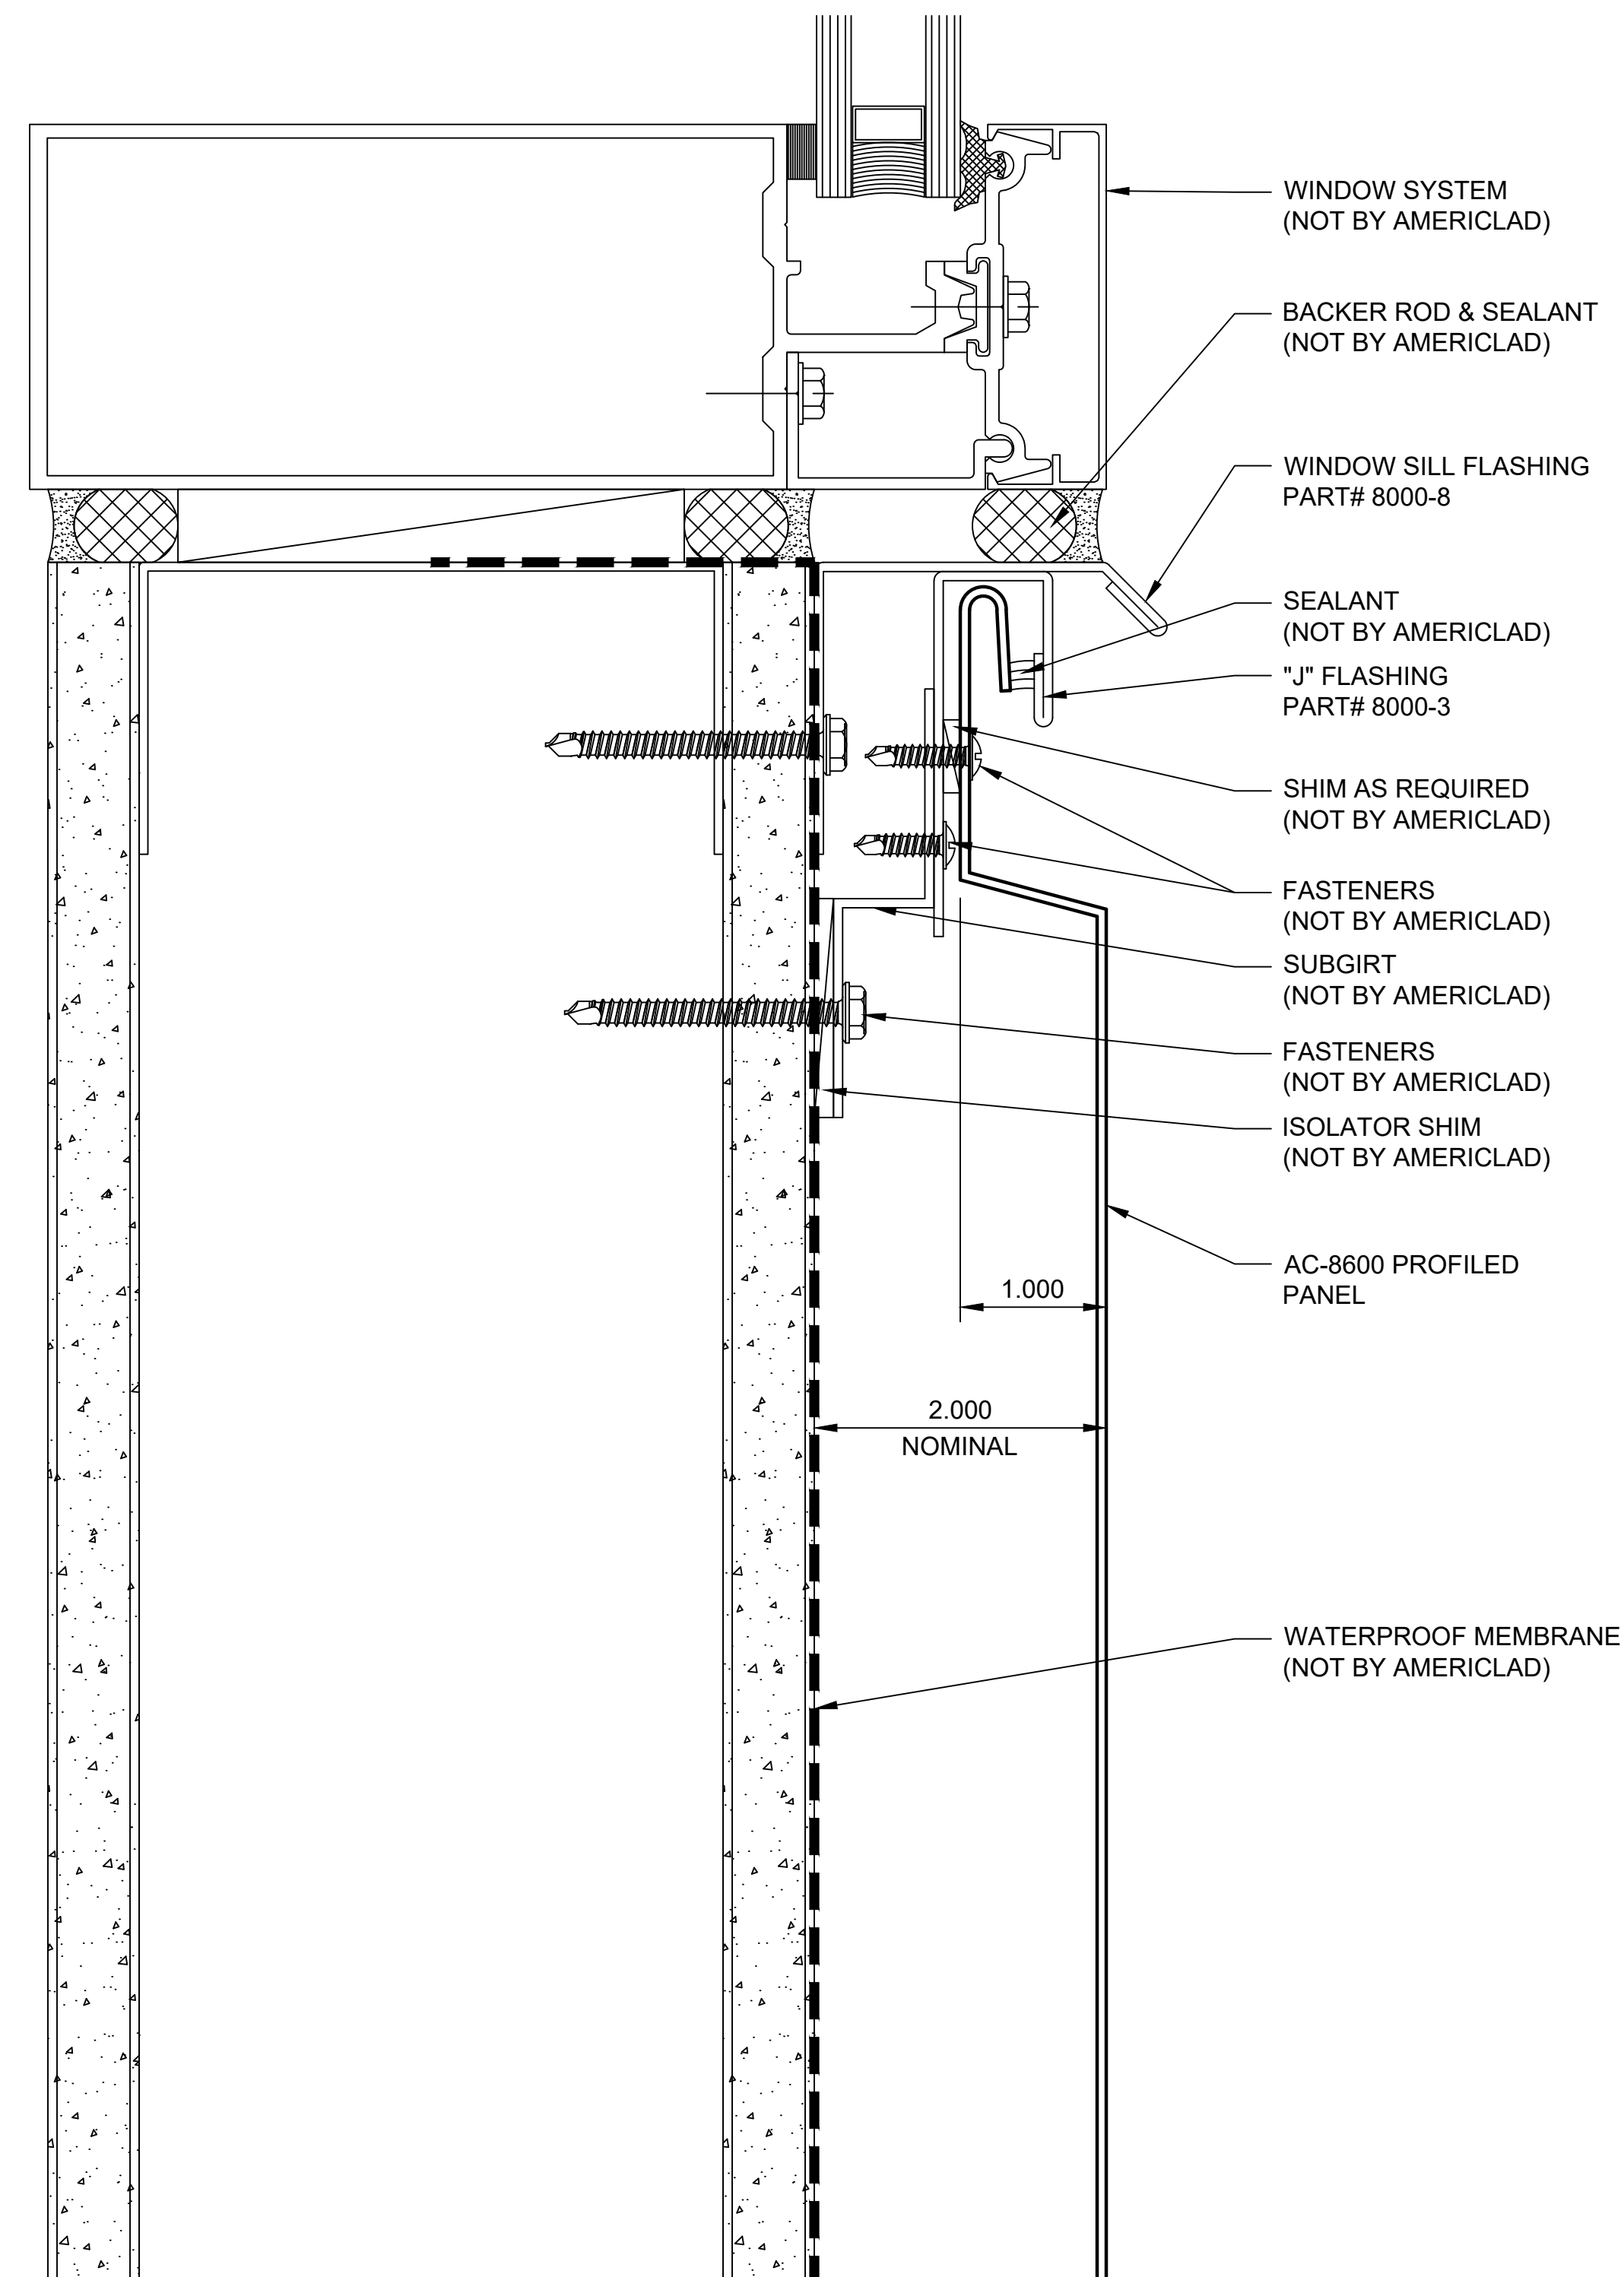 WINDOW SYSTEM
(NOT BY AMERICLAD)
BACKER ROD & SEALANT
(NOT BY AMERICLAD)
WINDOW SILL FLASHING
PART# 8000-8
SEALANT
(NOT BY AMERICLAD)
"J" FLASHING
PART# 8000-3
SHIM AS REQUIRED
(NOT BY AMERICLAD)
FASTENERS
(NOT BY AMERICLAD)
SUBGIRT
(NOT BY AMERICLAD)
FASTENERS
(NOT BY AMERICLAD)
ISOLATOR SHIM
(NOT BY AMERICLAD)
AC-8600 PROFILED
PANEL
1.000
2.000
NOMINAL
WATERPROOF MEMBRANE
(NOT BY AMERICLAD)